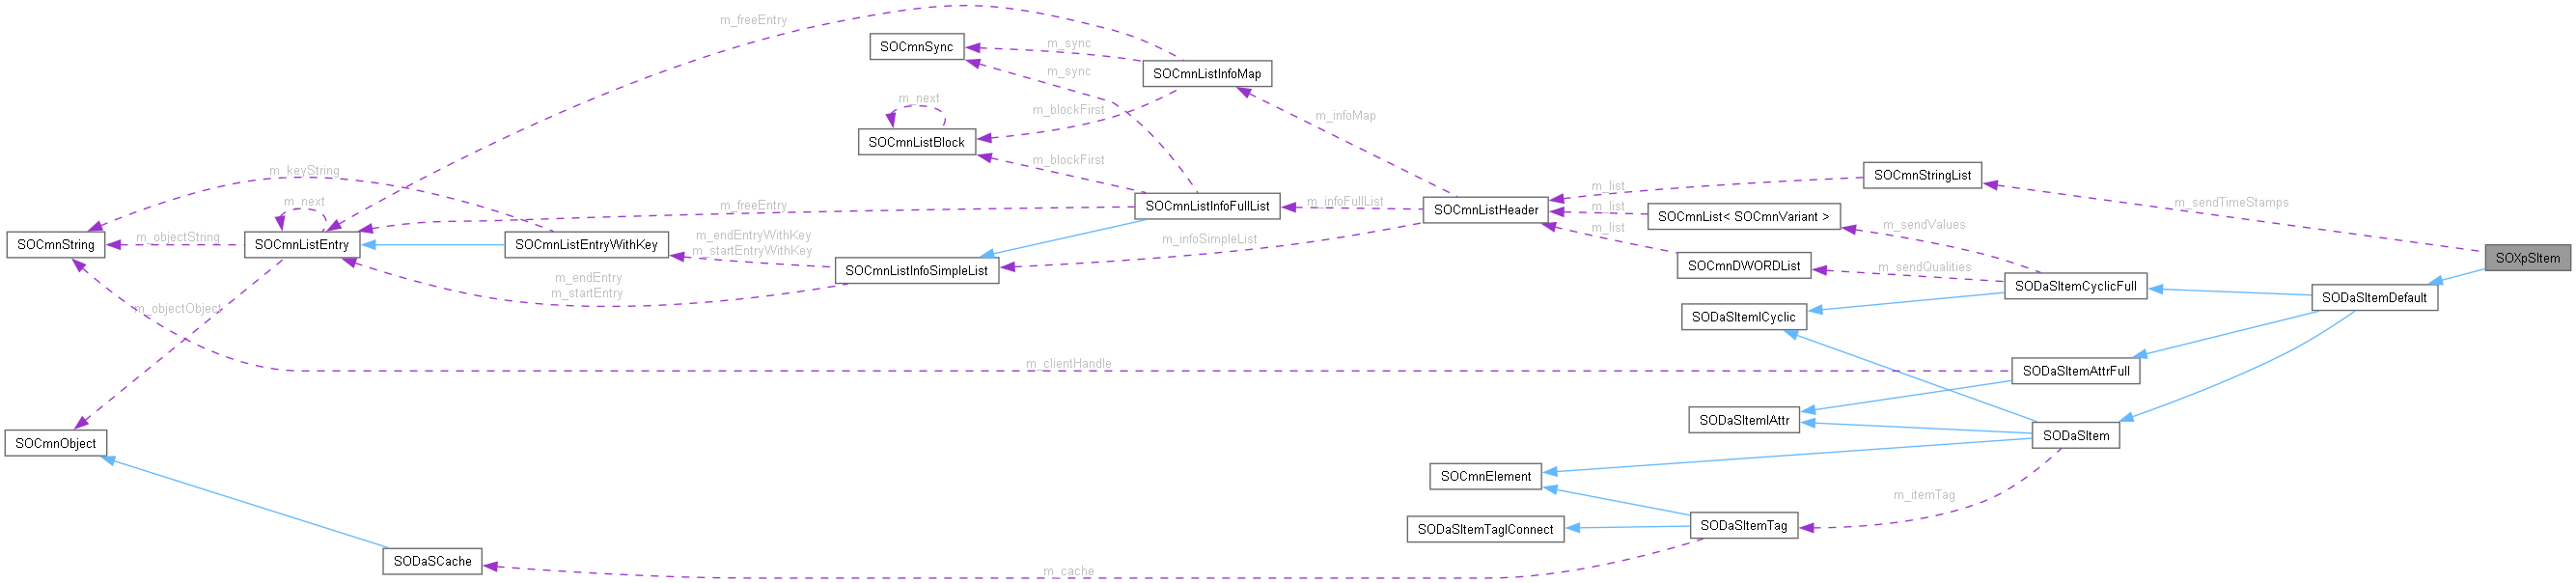 m_freeEntry
SOCmnSync
m_sync
SOCmnListInfoMap
m_sync
m_next
m_blockFirst
m_infoMap
SOCmnListBlock
m_blockFirst
m_keyString
SOCmnStringList
m_list
m_next
m_freeEntry
SOCmnListInfoFullList
m_infoFullList
SOCmnListHeader
m_list
SOCmnList< SOCmnVariant >
m_sendTimeStamps
m_sendValues
m_list
SOCmnString
m_objectString
SOCmnListEntry
SOCmnListEntryWithKey
m_endEntryWithKey
m_startEntryWithKey
m_infoSimpleList
SOXpSItem
SOCmnListInfoSimpleList
SOCmnDWORDList
m_sendQualities
m_endEntry
m_startEntry
SODaSItemCyclicFull
SODaSItemDefault
m_objectObject
SODaSItemICyclic
m_clientHandle
SODaSItemAttrFull
SODaSItemIAttr
SODaSItem
SOCmnObject
SOCmnElement
m_itemTag
SODaSItemTagIConnect
SODaSItemTag
SODaSCache
m_cache